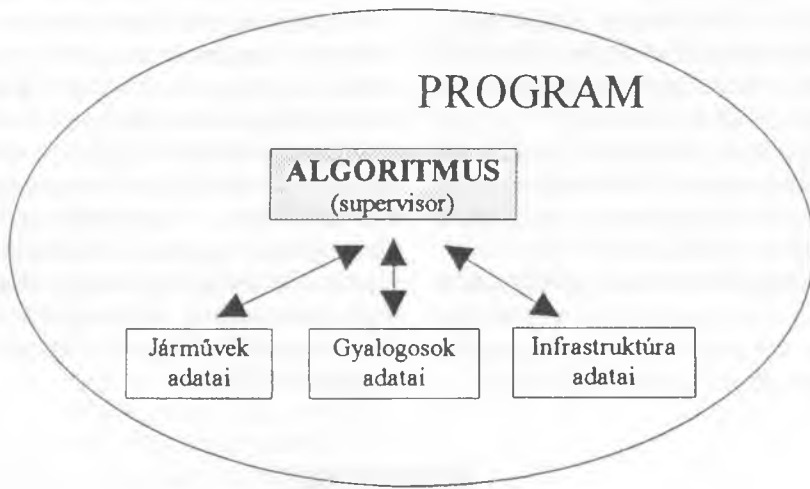 PROGRAM
ALGORITMUS
(supervisor)
Járművek
adatai
Gyalogosok
adatai
Infrastruktúra
adatai